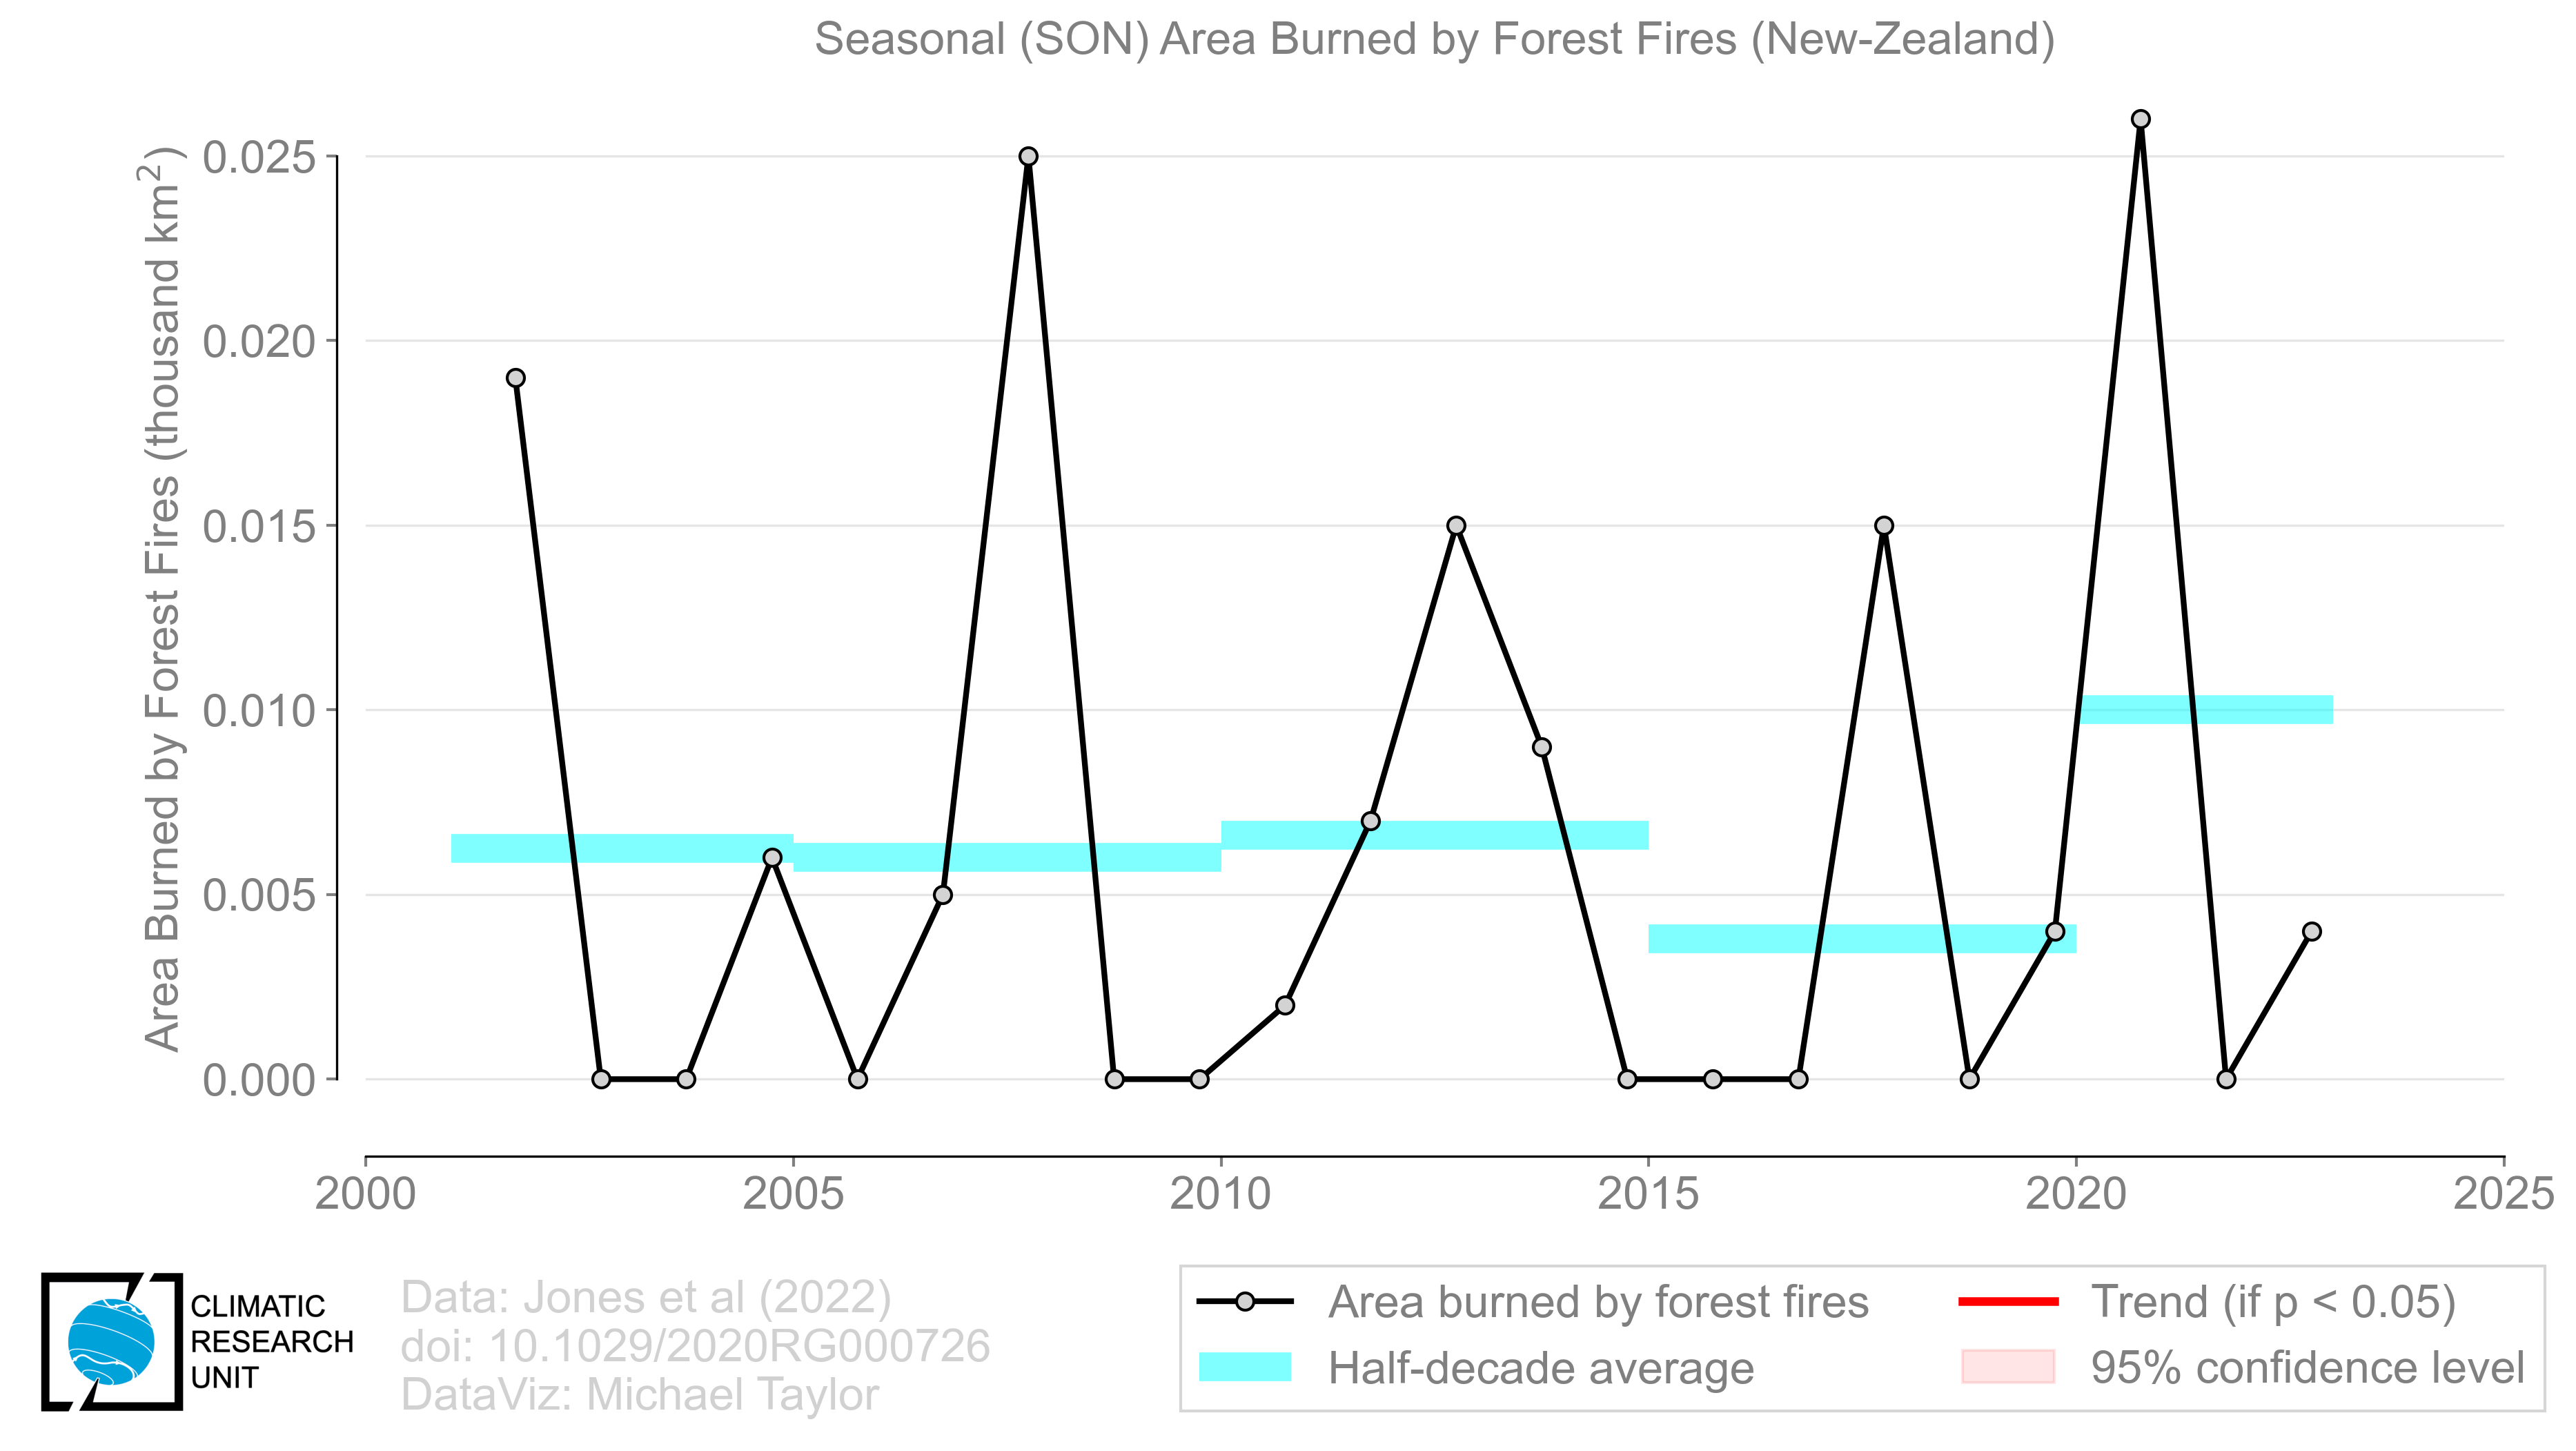 Seasonal (SON) Area Burned by Forest Fires (New-Zealand)
Area Burned by Forest Fires (thousand km²)
0.025
0.020
0.015
0.010
0.005
0.000
2000 2005 2010 2015 2020 2025
CLIMATIC
RESEARCH
UNIT
Data: Jones et al (2022)
doi: 10.1029/2020RG000726
DataViz: Michael Taylor
Area burned by forest fires
Half-decade average
Trend (if p < 0.05)
95% confidence level